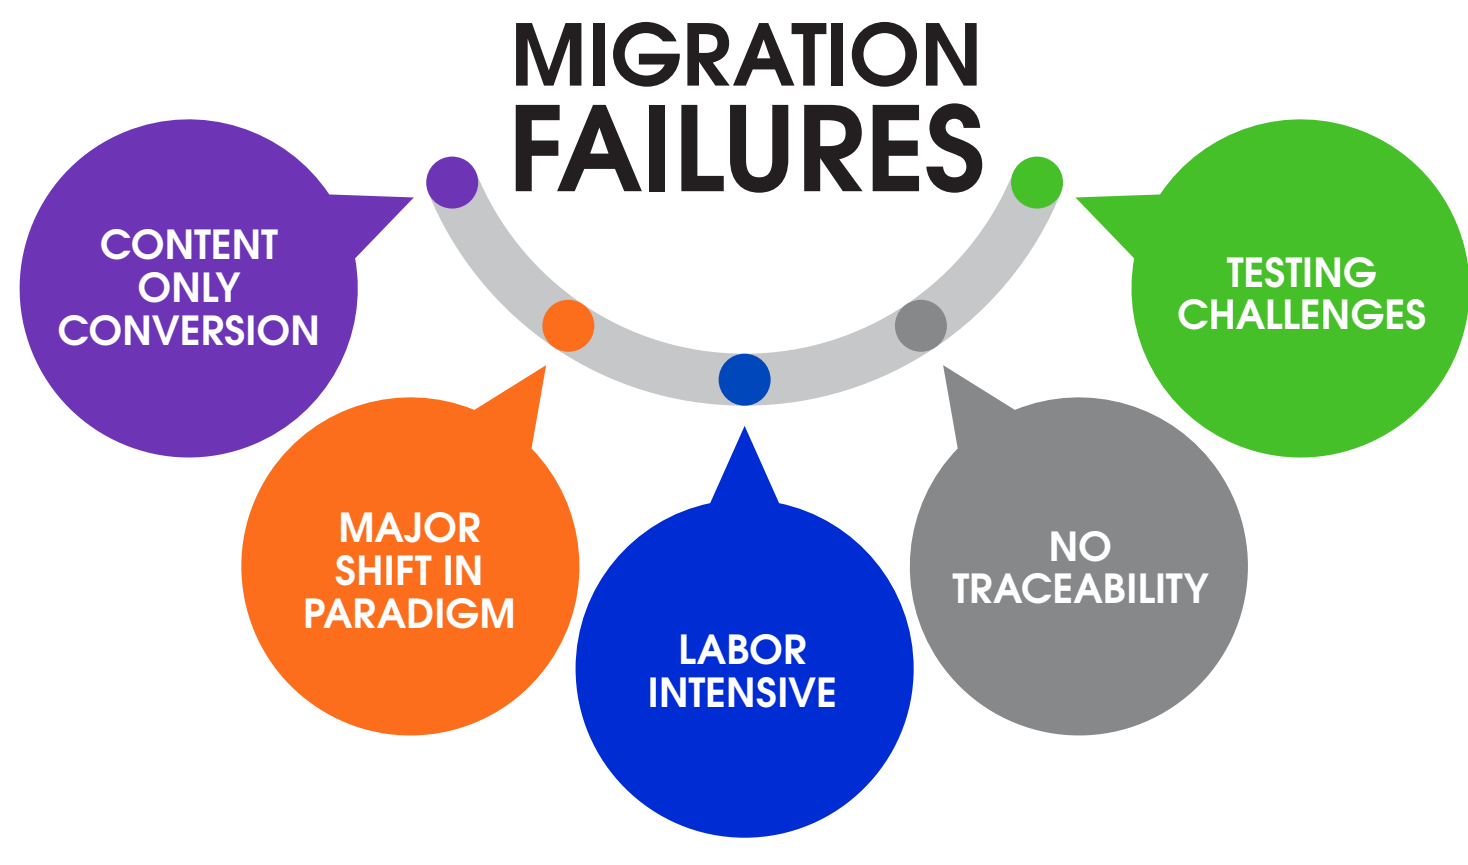 MIGRATION
FAILURES
CONTENT
ONLY
CONVERSION
MAJOR
SHIFT IN
PARADIGM
LABOR
INTENSIVE
NO
TRACEABILITY
TESTING
CHALLENGES